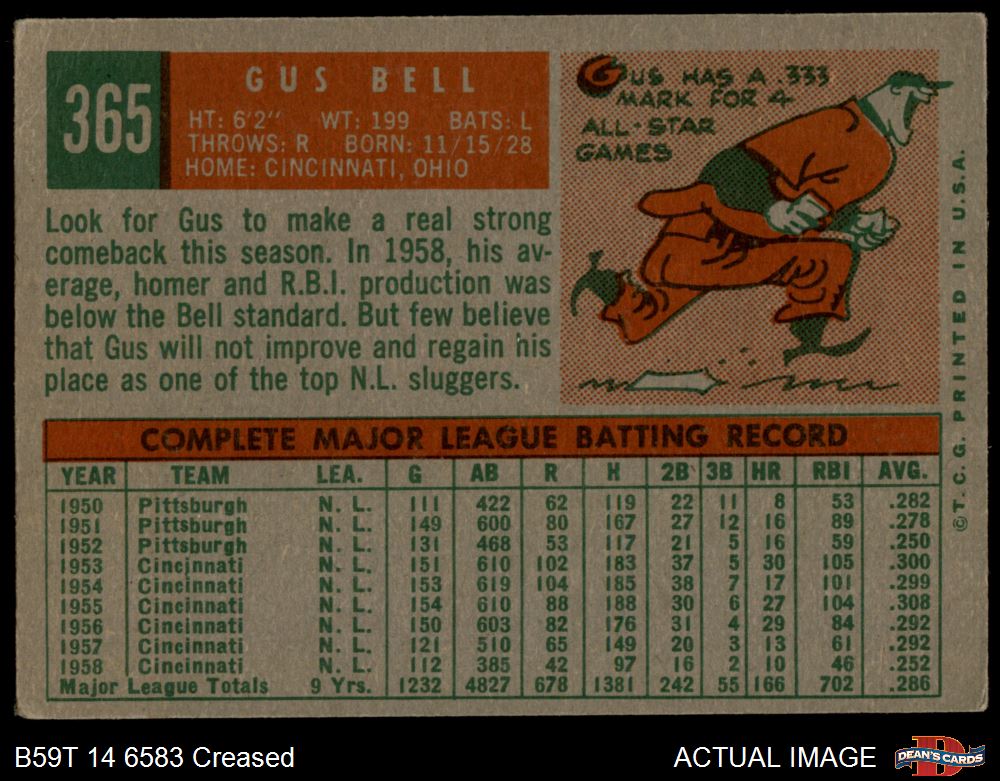 365
GUS BELL
HT: 6'2" WT: 199 BATS: L
THROWS: R BORN: 11/15/28
HOME: CINCINNATI, OHIO
GUS HAS A .333
MARK FOR 4
ALL-STAR
GAMES
Look for Gus to make a real strong
comeback this season. In 1958, his av-
erage, homer and R.B.I. production was
below the Bell standard. But few believe
that Gus will not improve and regain his
place as one of the top N.L. sluggers.
COMPLETE MAJOR LEAGUE BATTING RECORD
YEAR TEAM LEA. G AB R H 2B 3B HR RBI AVG.
1950 Pittsburgh N. L. 111 422 62 119 22 11 8 53 .282
1951 Pittsburgh N. L. 149 600 80 167 27 12 16 89 .278
1952 Pittsburgh N. L. 131 468 53 117 21 5 16 59 .250
1953 Cincinnati N. L. 151 610 102 183 37 5 30 105 .300
1954 Cincinnati N. L. 153 619 104 185 38 7 17 101 .299
1955 Cincinnati N. L. 154 610 88 188 30 6 27 104 .308
1956 Cincinnati N. L. 150 603 82 176 31 4 29 84 .292
1957 Cincinnati N. L. 121 510 65 149 20 3 13 61 .292
1958 Cincinnati N. L. 112 385 42 97 16 2 10 46 .252
Major League Totals 9 Yrs. 1232 4827 678 1381 242 55 166 702 .286
© T. C. G. PRINTED IN U.S.A.
B59T 14 6583 Creased
ACTUAL IMAGE
DEAN'S CARDS